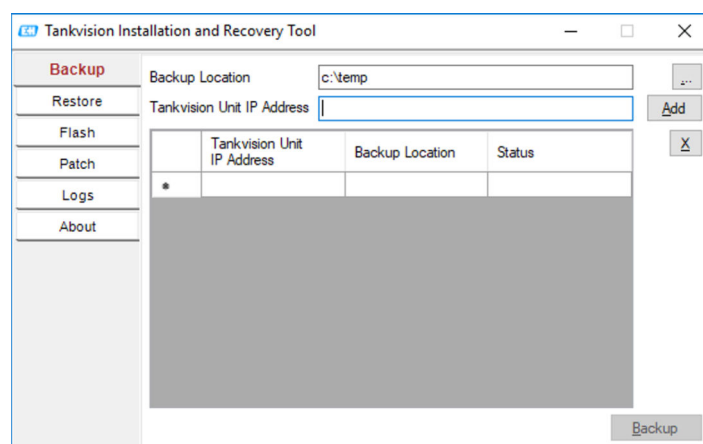 EH Tankvision Installation and Recovery Tool
Backup
Restore
Flash
Patch
Logs
About
Backup Location c:\temp ...
Tankvision Unit IP Address Add
X
Tankvision Unit IP Address Backup Location Status
*
Backup